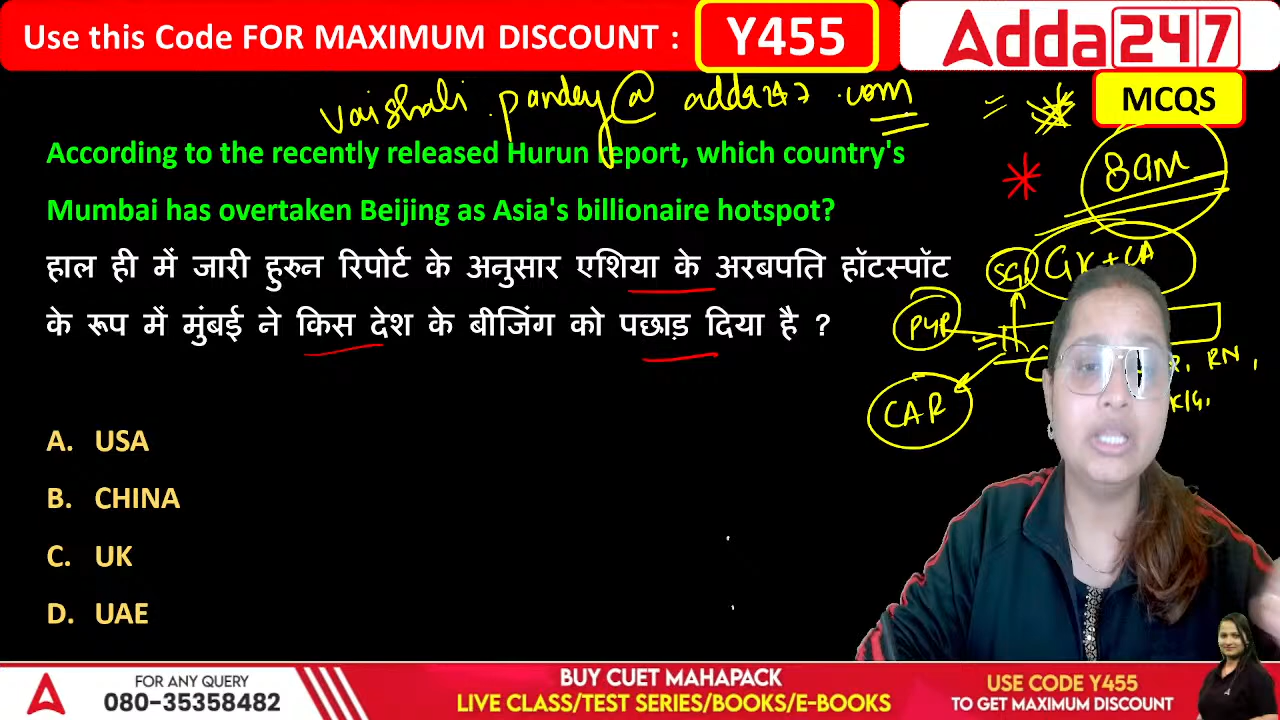 Use this Code FOR MAXIMUM DISCOUNT :
Y455
Adda247
vaishali.pandey@adda247.com
MCQS
According to the recently released Hurun report, which country's
Mumbai has overtaken Beijing as Asia's billionaire hotspot?
8 am
हाल ही में जारी हुरुन रिपोर्ट के अनुसार एशिया के अरबपति हॉटस्पॉट
के रूप में मुंबई ने किस देश के बीजिंग को पछाड़ दिया है ?
GK+CA
RN,
CAR
A. USA
B. CHINA
C. UK
D. UAE
FOR ANY QUERY
080-35358482
BUY CUET MAHAPACK
LIVE CLASS/TEST SERIES/BOOKS/E-BOOKS
USE CODE Y455
TO GET MAXIMUM DISCOUNT